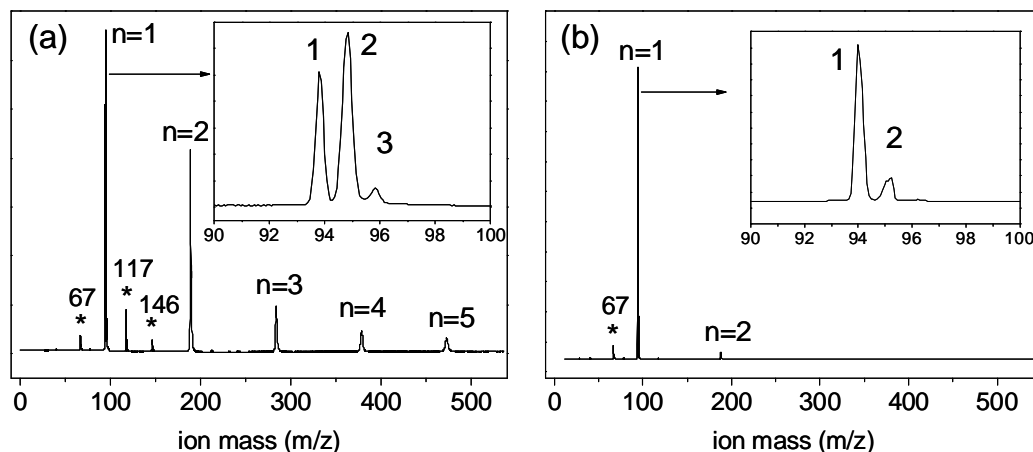 (a)
n=1
1
2
3
90 92 94 96 98 100
n=2
67
*
117
*
146
*
n=3
n=4
n=5
0 100 200 300 400 500
ion mass (m/z)
(b)
n=1
1
2
90 92 94 96 98 100
67
*
n=2
0 100 200 300 400 500
ion mass (m/z)